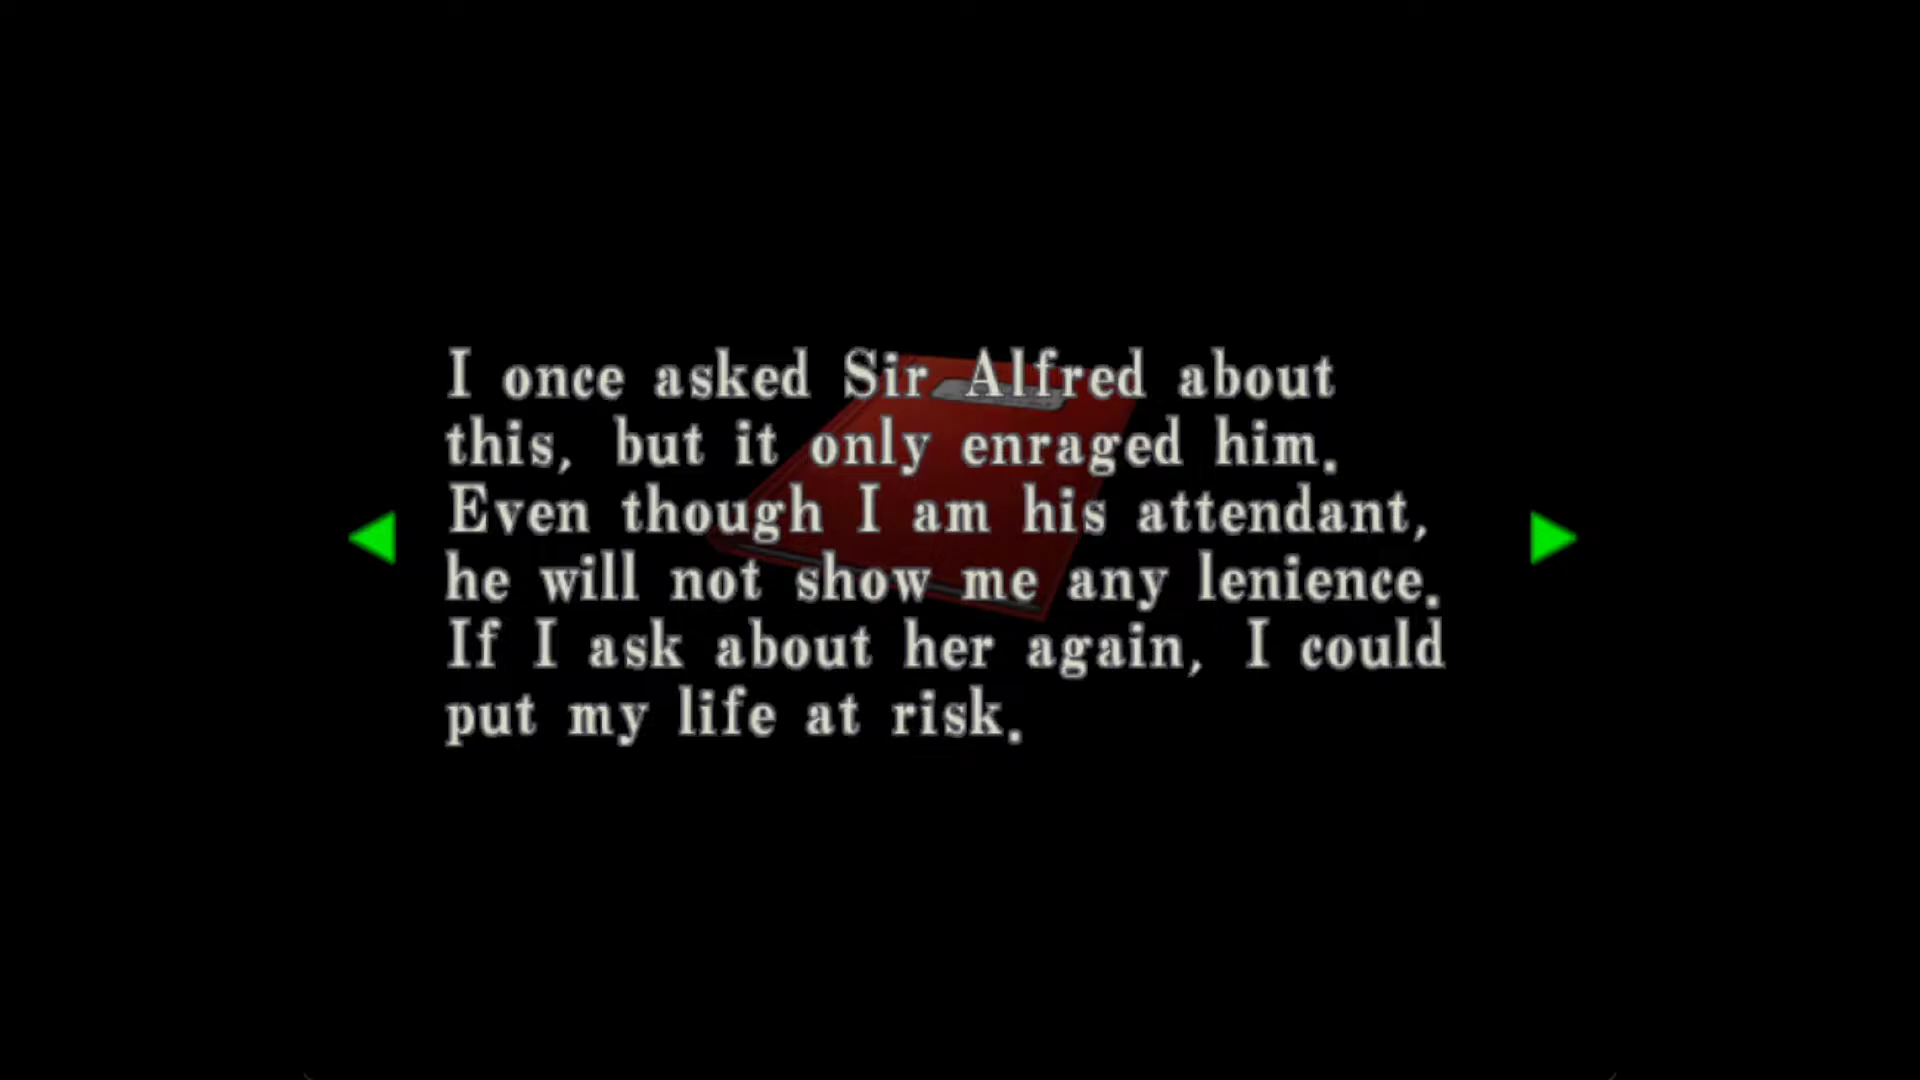 I once asked Sir Alfred about
this, but it only enraged him.
Even though I am his attendant,
he will not show me any lenience.
If I ask about her again, I could
put my life at risk.